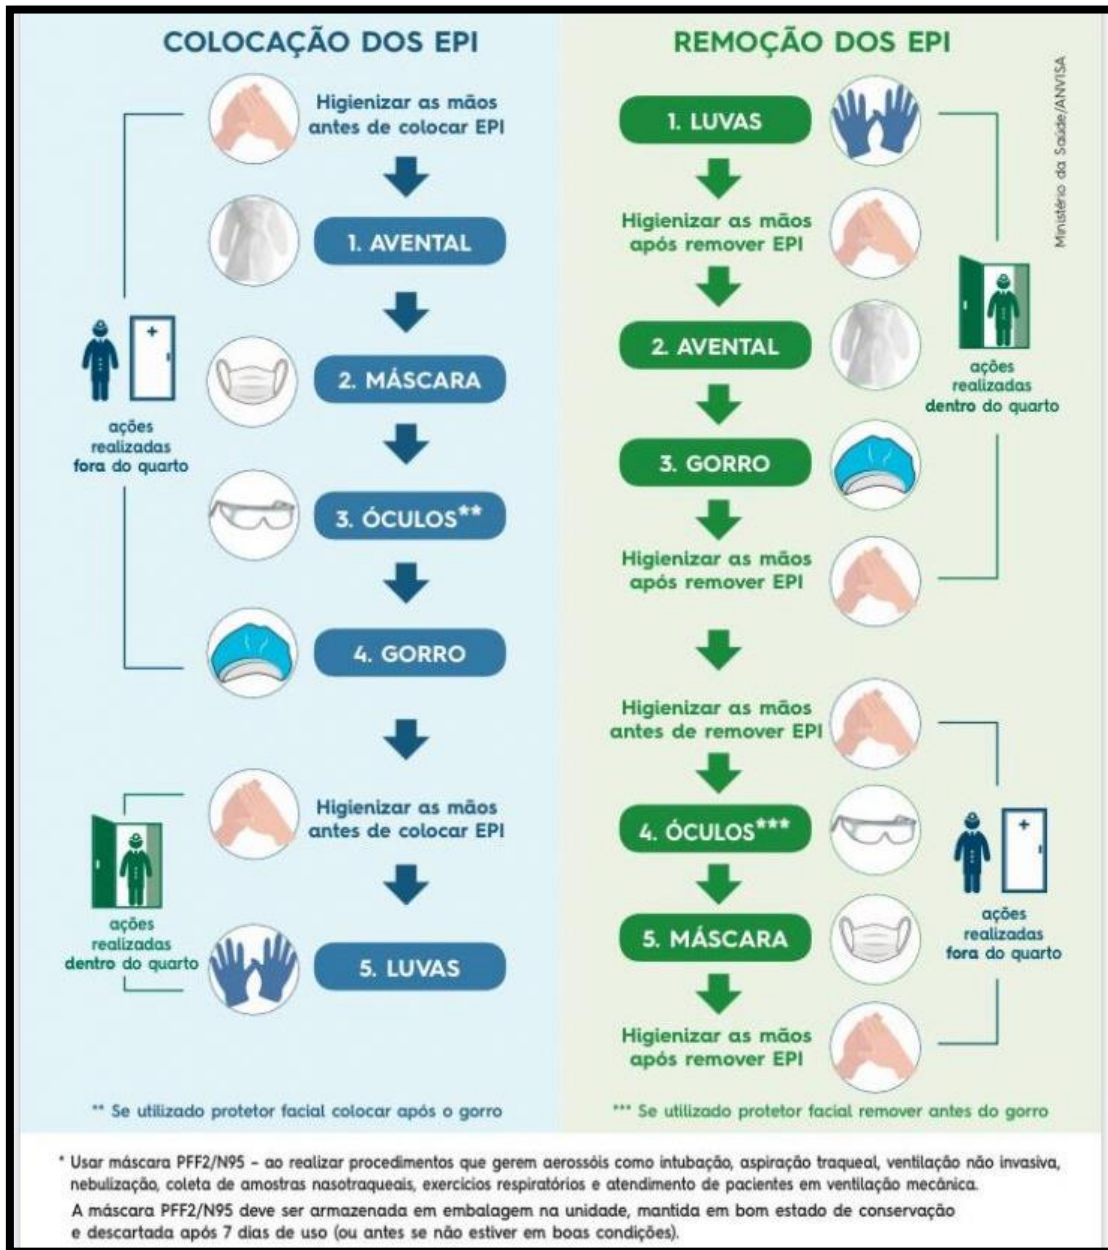 COLOCAÇÃO DOS EPI
Higienizar as mãos
antes de colocar EPI
1. AVENTAL
2. MÁSCARA
3. ÓCULOS**
4. GORRO
ações
realizadas
fora do quarto
Higienizar as mãos
antes de colocar EPI
5. LUVAS
ações
realizadas
dentro do quarto
** Se utilizado protetor facial colocar após o gorro
REMOÇÃO DOS EPI
1. LUVAS
Higienizar as mãos
após remover EPI
2. AVENTAL
3. GORRO
Higienizar as mãos
após remover EPI
ações
realizadas
dentro do quarto
Higienizar as mãos
antes de remover EPI
4. ÓCULOS***
5. MÁSCARA
Higienizar as mãos
após remover EPI
ações
realizadas
fora do quarto
*** Se utilizado protetor facial remover antes do gorro
Ministério da Saúde/ANVISA
* Usar máscara PFF2/N95 – ao realizar procedimentos que gerem aerossóis como intubação, aspiração traqueal, ventilação não invasiva,
nebulização, coleta de amostras nasotraqueais, exercícios respiratórios e atendimento de pacientes em ventilação mecânica.
A máscara PFF2/N95 deve ser armazenada em embalagem na unidade, mantida em bom estado de conservação
e descartada após 7 dias de uso (ou antes se não estiver em boas condições).